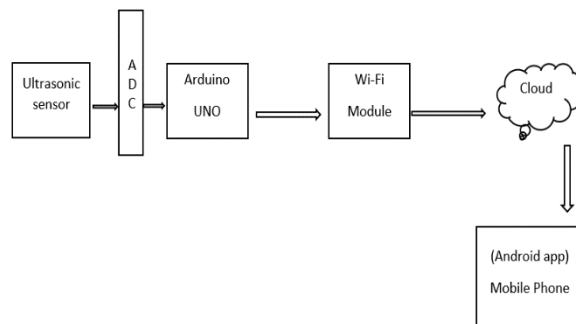 Ultrasonic
sensor
A
D
C
Arduino
UNO
Wi-Fi
Module
Cloud
(Android app)
Mobile Phone